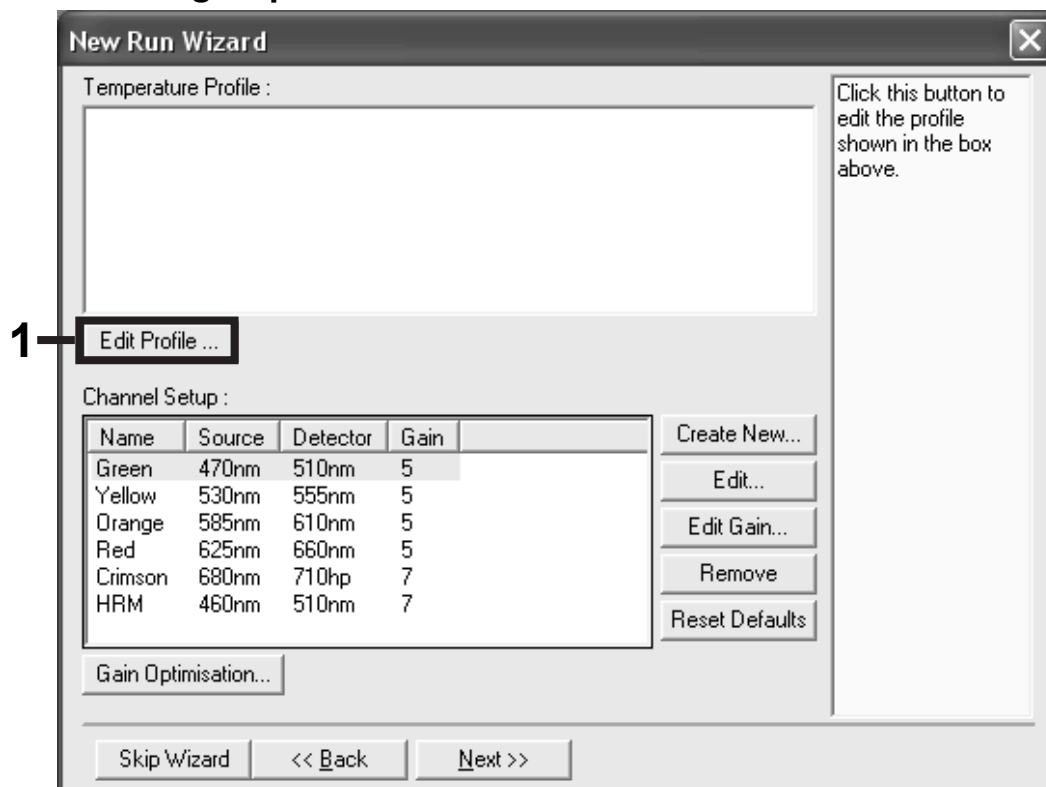 New Run Wizard
Temperature Profile :
Click this button to
edit the profile
shown in the box
above.
1
Edit Profile ...
Channel Setup :
Name Source Detector Gain
Green 470nm 510nm 5
Yellow 530nm 555nm 5
Orange 585nm 610nm 5
Red 625nm 660nm 5
Crimson 680nm 710hp 7
HRM 460nm 510nm 7
Create New...
Edit...
Edit Gain...
Remove
Reset Defaults
Gain Optimisation...
Skip Wizard << Back Next >>